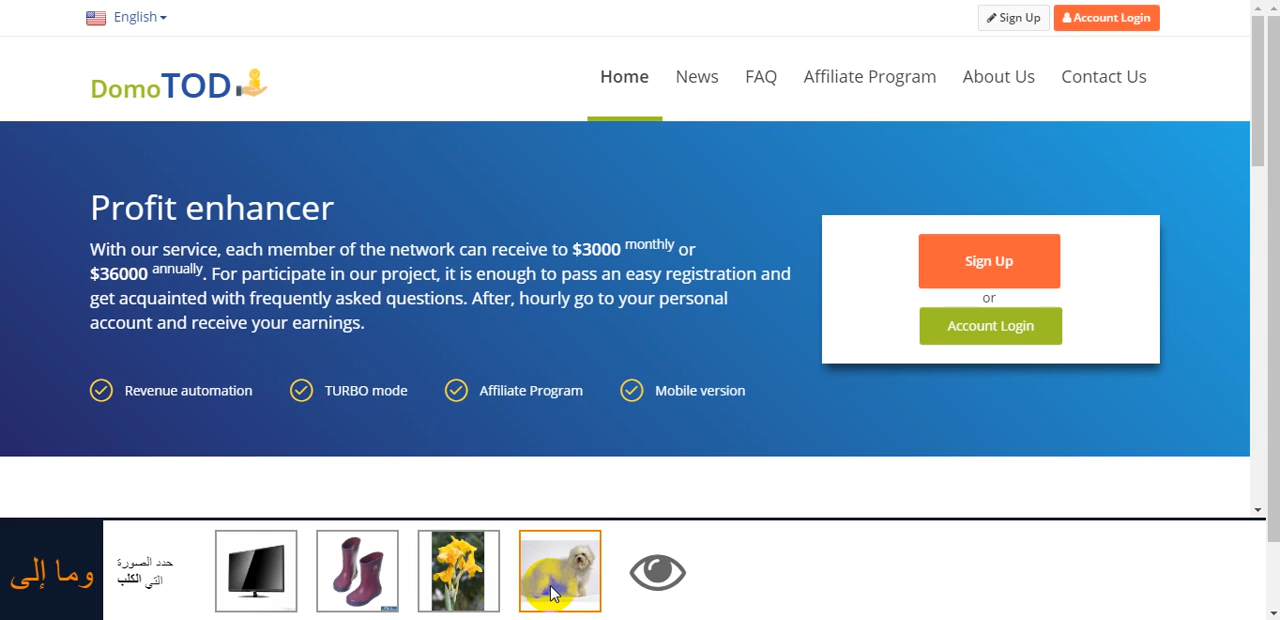 English
Sign Up
Account Login
DomoTOD
Home
News
FAQ
Affiliate Program
About Us
Contact Us
Profit enhancer
With our service, each member of the network can receive to $3000 monthly or
$36000 annually. For participate in our project, it is enough to pass an easy registration and
get acquainted with frequently asked questions. After, hourly go to your personal
account and receive your earnings.
Sign Up
or
Account Login
Revenue automation
TURBO mode
Affiliate Program
Mobile version
وما إلى
حدد الصورة
التي الكلب